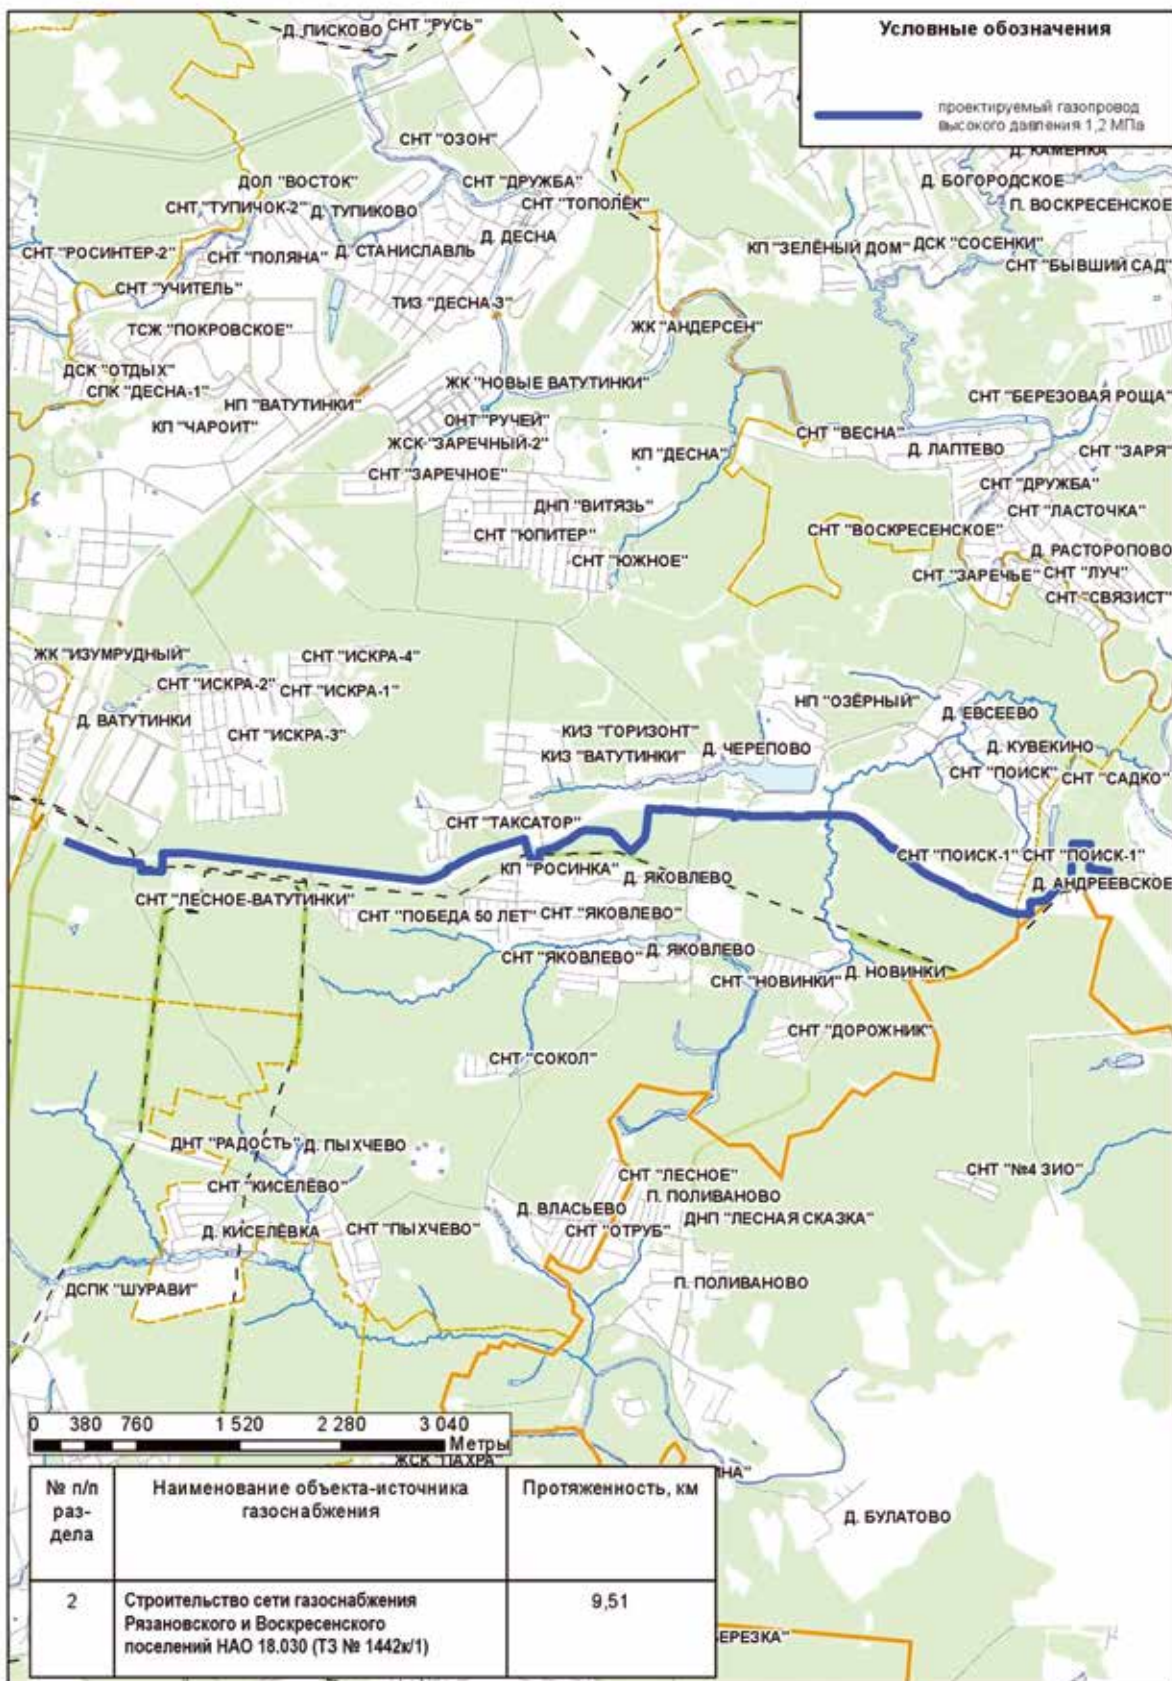 Д. ЛИСКОВО
СНТ "РУСЬ"
Условные обозначения
проектируемый газопровод
высокого давления 1,2 МПа
СНТ "ОЗОН"
Д. КАМЕНКА
ДОЛ "ВОСТОК"
СНТ "ДРУЖБА"
Д. БОГОРОДСКОЕ
СНТ "ТУПИЧОК-2"
Д. ТУПИКОВО
СНТ "ТОПОЛЁК"
П. ВОСКРЕСЕНСКОЕ
СНТ "РОСИНТЕР-2"
СНТ "ПОЛЯНА"
Д. СТАНИСЛАВЛЬ
Д. ДЕСНА
КП "ЗЕЛЁНЫЙ ДОМ"
ДСК "СОСЕНКИ"
СНТ "БЫВШИЙ САД"
СНТ "УЧИТЕЛЬ"
ТИЗ "ДЕСНА-3"
ТСЖ "ПОКРОВСКОЕ"
ЖК "АНДЕРСЕН"
ДСК "ОТДЫХ"
СПК "ДЕСНА-1"
ЖК "НОВЫЕ ВАТУТИНКИ"
НП "ВАТУТИНКИ"
СНТ "БЕРЕЗОВАЯ РОЩА"
КП "ЧАРОИТ"
ОНТ "РУЧЕЙ"
ЖСК "ЗАРЕЧНЫЙ-2"
СНТ "ВЕСНА"
КП "ДЕСНА"
Д. ЛАПТЕВО
СНТ "ЗАРЯ"
СНТ "ЗАРЕЧНОЕ"
СНТ "ДРУЖБА"
ДНП "ВИТЯЗЬ"
СНТ "ЛАСТОЧКА"
СНТ "ЮПИТЕР"
СНТ "ВОСКРЕСЕНСКОЕ"
Д. РАСТОРОПОВО
СНТ "ЮЖНОЕ"
СНТ "ЗАРЕЧЬЕ"
СНТ "ЛУЧ"
СНТ "СВЯЗИСТ"
ЖК "ИЗУМРУДНЫЙ"
СНТ "ИСКРА-4"
СНТ "ИСКРА-2"
СНТ "ИСКРА-1"
НП "ОЗЁРНЫЙ"
Д. ВАТУТИНКИ
СНТ "ИСКРА-3"
Д. ЕВСЕЕВО
КИЗ "ГОРИЗОНТ"
КИЗ "ВАТУТИНКИ"
Д. ЧЕРЕПОВО
Д. КУВЕКИНО
СНТ "ПОИСК"
СНТ "САДКО"
СНТ "ТАКСАТОР"
КП "РОСИНКА"
СНТ "ПОИСК-1"
СНТ "ПОИСК-1"
Д. ЯКОВЛЕВО
Д. АНДРЕЕВСКОЕ
СНТ "ЛЕСНОЕ-ВАТУТИНКИ"
СНТ "ПОБЕДА 50 ЛЕТ"
СНТ "ЯКОВЛЕВО"
СНТ "ЯКОВЛЕВО"
Д. ЯКОВЛЕВО
СНТ "НОВИНКИ"
Д. НОВИНКИ
СНТ "ДОРОЖНИК"
СНТ "СОКОЛ"
ДНТ "РАДОСТЬ"
Д. ПЫХЧЕВО
СНТ "ЛЕСНОЕ"
СНТ "№4 ЗИО"
СНТ "КИСЕЛЁВО"
П. ПОЛИВАНОВО
Д. ВЛАСЬЕВО
ДНП "ЛЕСНАЯ СКАЗКА"
Д. КИСЕЛЁВКА
СНТ "ПЫХЧЕВО"
СНТ "ОТРУБ"
ДСПК "ШУРАВИ"
П. ПОЛИВАНОВО
0 380 760 1 520 2 280 3 040
Метры
ЖСК "ПАХРА"
ИНА"
Д. БУЛАТОВО
№ п/п
раз-
дела
Наименование объекта-источника
газоснабжения
Протяженность, км
2
Строительство сети газоснабжения
Рязановского и Воскресенского
поселений НАО 18.030 (ТЗ № 1442к/1)
9,51
ЕРЕЗКА"